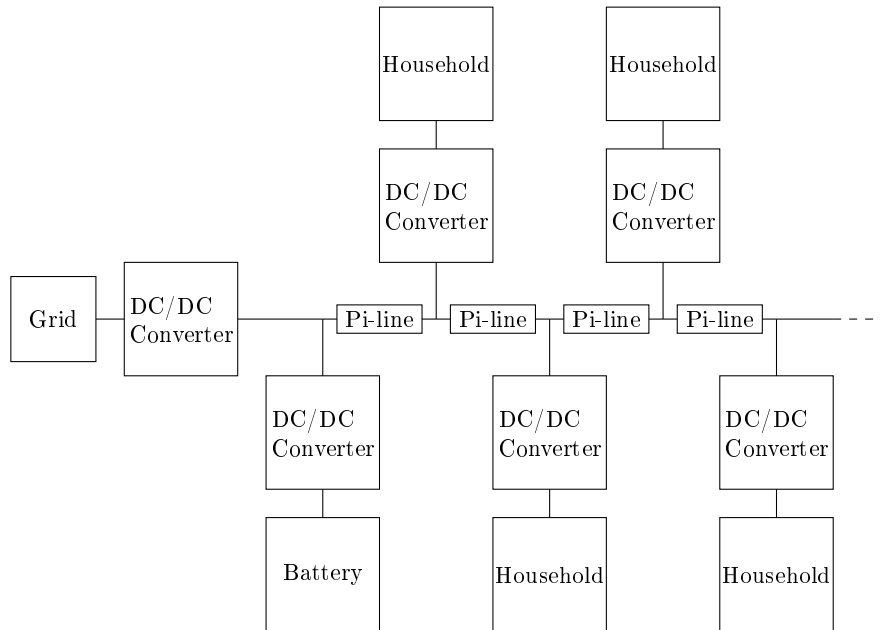 Household
Household
DC/DC
Converter
DC/DC
Converter
Grid
DC/DC
Converter
Pi-line
Pi-line
Pi-line
Pi-line
DC/DC
Converter
DC/DC
Converter
DC/DC
Converter
Battery
Household
Household